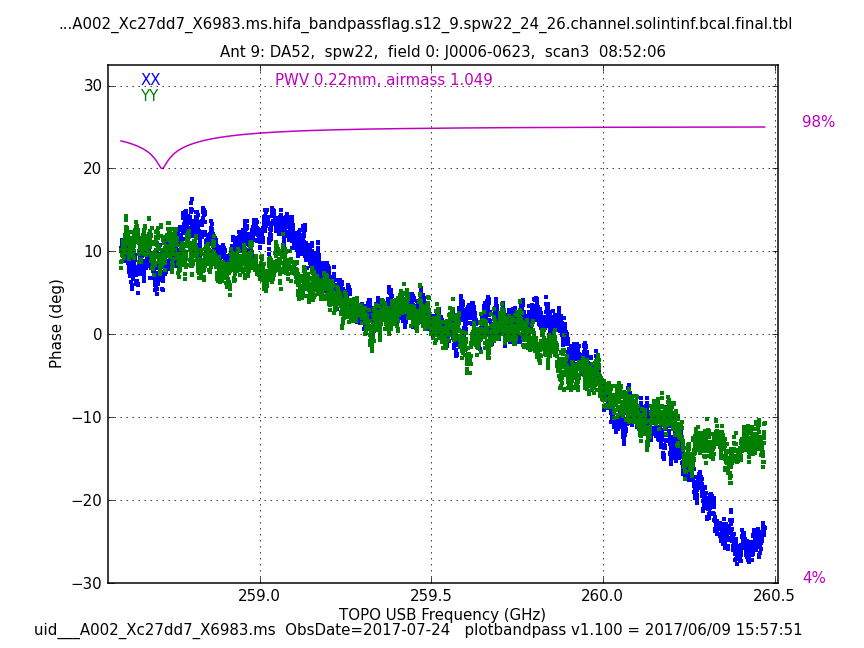 ...A002_Xc27dd7_X6983.ms.hifa_bandpassflag.s12_9.spw22_24_26.channel.solintinf.bcal.final.tbl
Ant 9: DA52,  spw22,  field 0: J0006-0623,  scan3  08:52:06
XX
YY
PWV 0.22mm, airmass 1.049
98%
4%
Phase (deg)
30
20
10
0
−10
−20
−30
259.0
259.5
260.0
260.5
TOPO USB Frequency (GHz)
uid___A002_Xc27dd7_X6983.ms  ObsDate=2017-07-24   plotbandpass v1.100 = 2017/06/09 15:57:51